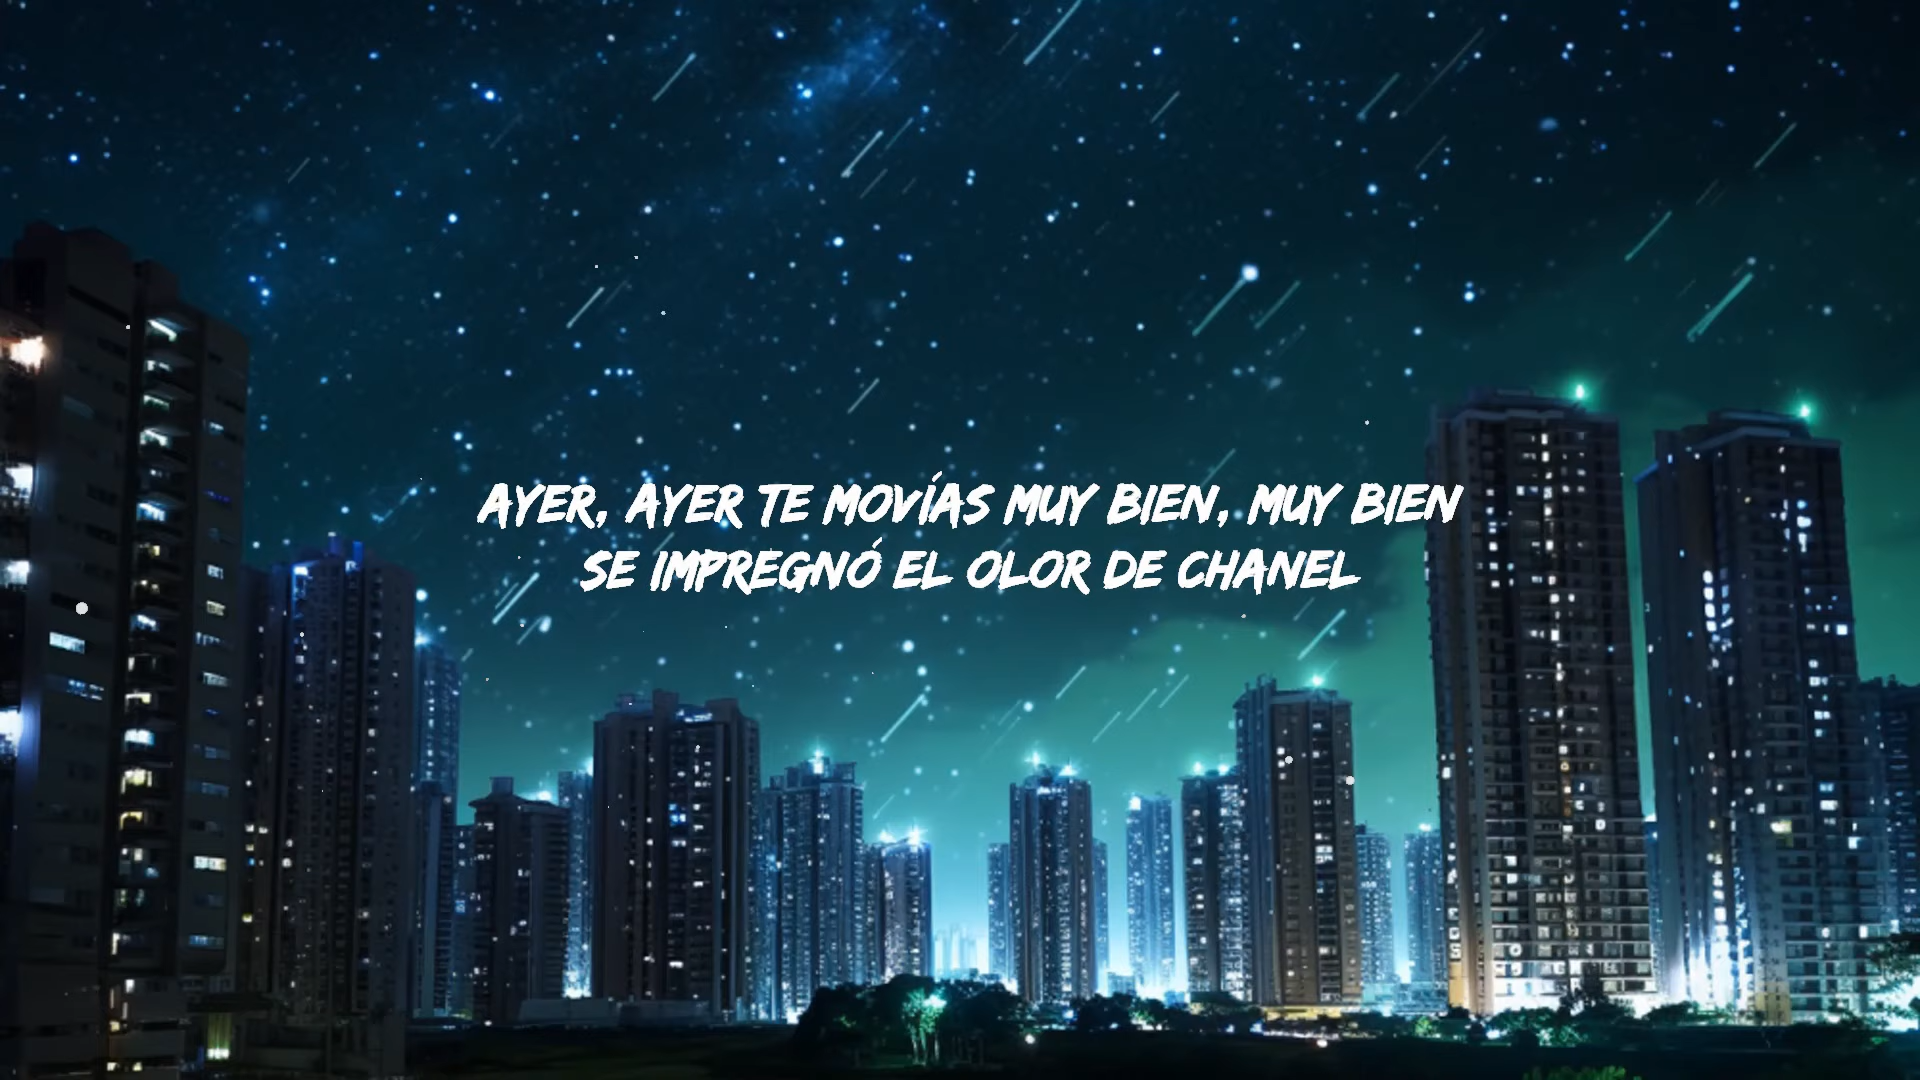 AYER, AYER TE MOVÍAS MUY BIEN, MUY BIEN
SE IMPREGNÓ EL OLOR DE CHANEL